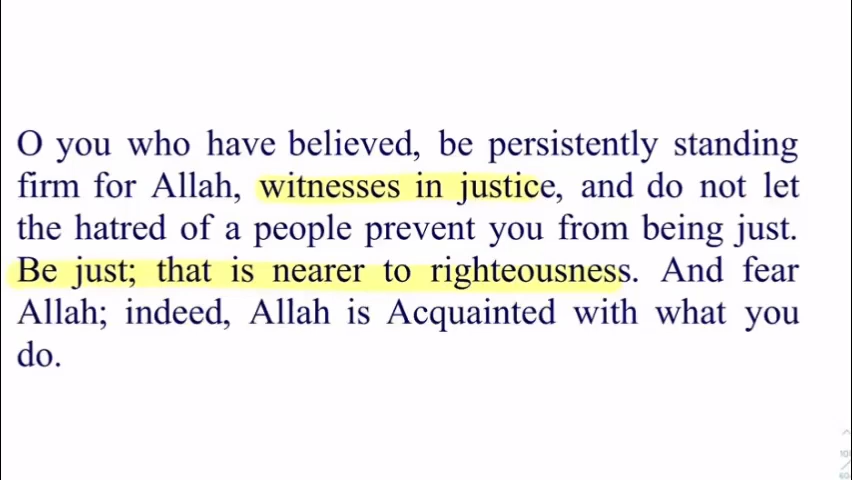 O you who have believed, be persistently standing
firm for Allah, witnesses in justice, and do not let
the hatred of a people prevent you from being just.
Be just; that is nearer to righteousness. And fear
Allah; indeed, Allah is Acquainted with what you
do.